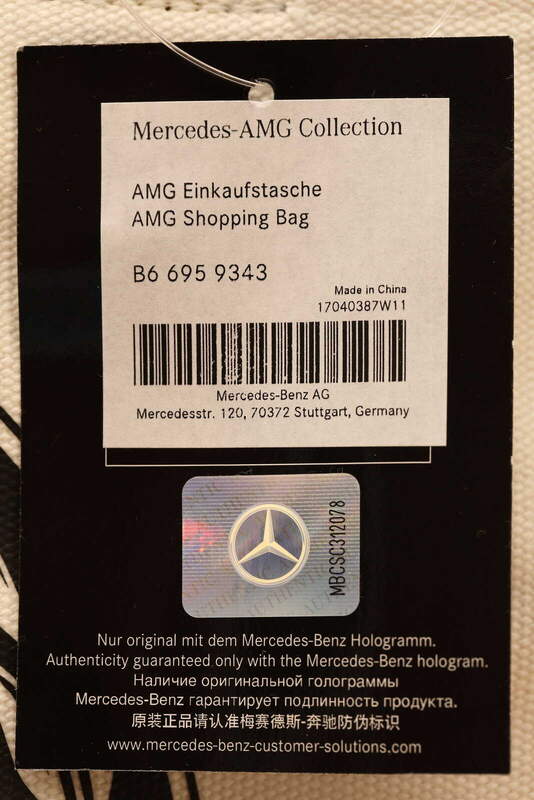 Mercedes-AMG Collection
AMG Einkaufstasche
AMG Shopping Bag
B6 695 9343
Made in China
17040387W11
Mercedes-Benz AG
Mercedesstr. 120, 70372 Stuttgart, Germany
MBCSC312078
Nur original mit dem Mercedes-Benz Hologramm.
Authenticity guaranteed only with the Mercedes-Benz hologram.
Наличие оригинальной голограммы
Mercedes-Benz гарантирует подлинность продукта.
原装正品请认准梅赛德斯-奔驰防伪标识
www.mercedes-benz-customer-solutions.com